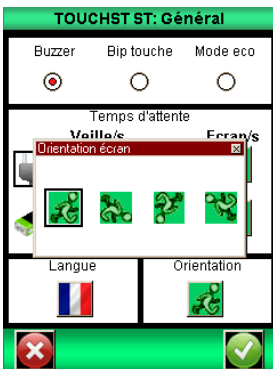 TOUCHST ST: Général
Buzzer Bip touche Mode eco
Temps d'attente
Veille/s Ecran/s
Orientation écran
Langue Orientation